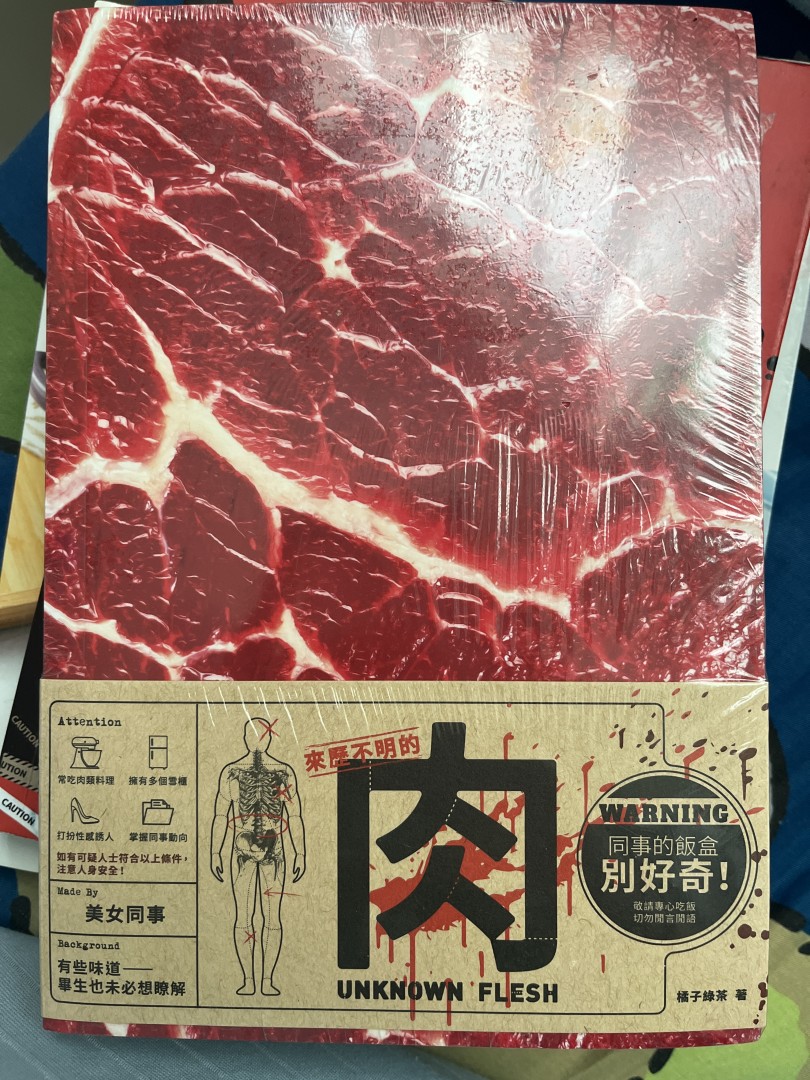 Attention
常吃肉類料理
擁有多個雪櫃
打扮性感誘人
掌握同事動向
如有可疑人士符合以上條件，
注意人身安全！
Made By
美女同事
Background
有些味道——
畢生也未必想瞭解
來歷不明的
肉
UNKNOWN FLESH
WARNING
同事的飯盒
別好奇！
敬請專心吃飯
切勿閒言閒語
橘子綠茶 著
CAUTION
UTION
CAUTION